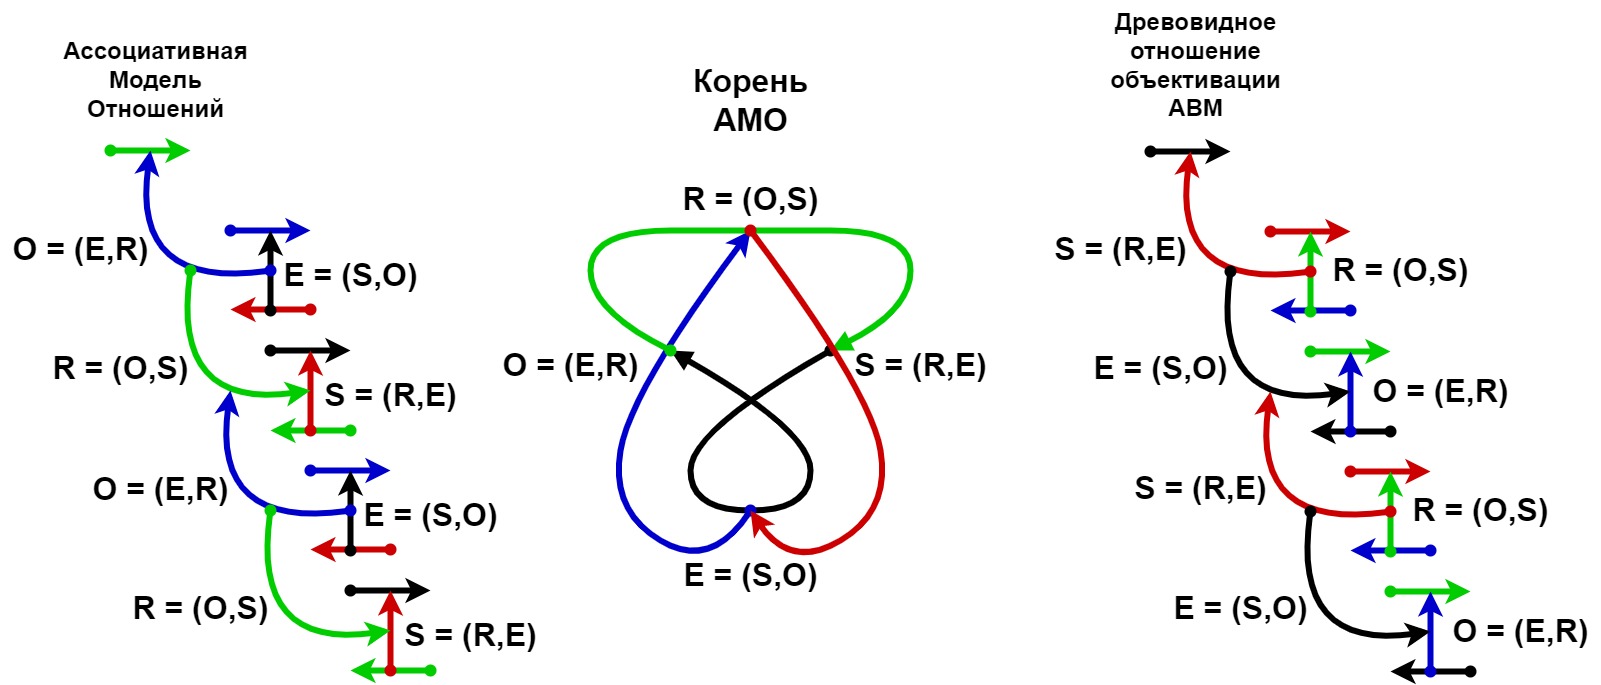 Ассоциативная
Модель
Отношений
O = (E,R)
E = (S,O)
R = (O,S)
S = (R,E)
O = (E,R)
E = (S,O)
R = (O,S)
S = (R,E)
Корень
АМО
R = (O,S)
O = (E,R)
S = (R,E)
E = (S,O)
Древовидное
отношение
объективации
АВМ
S = (R,E)
R = (O,S)
E = (S,O)
O = (E,R)
S = (R,E)
R = (O,S)
E = (S,O)
O = (E,R)